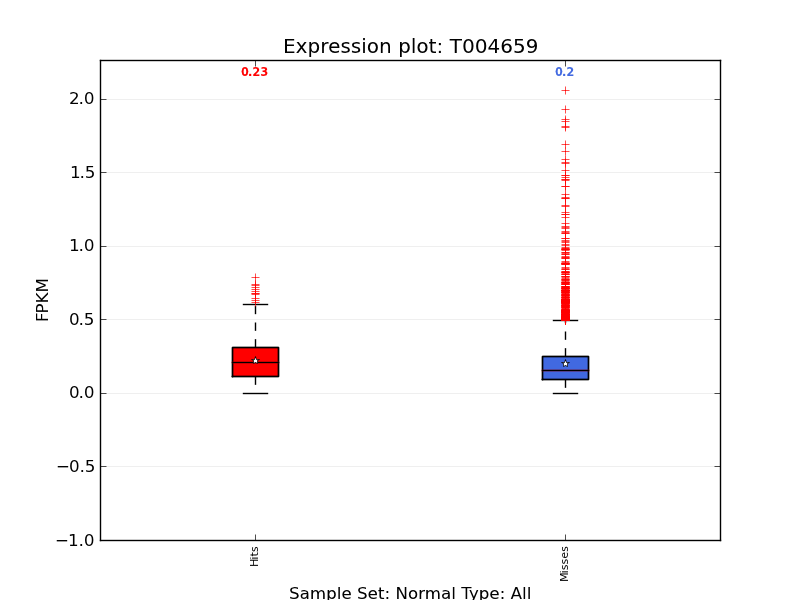 Expression plot: T004659
0.23
0.2
2.0
1.5
1.0
0.5
0.0
−0.5
−1.0
FPKM
Hits
Misses
Sample Set: Normal Type: All